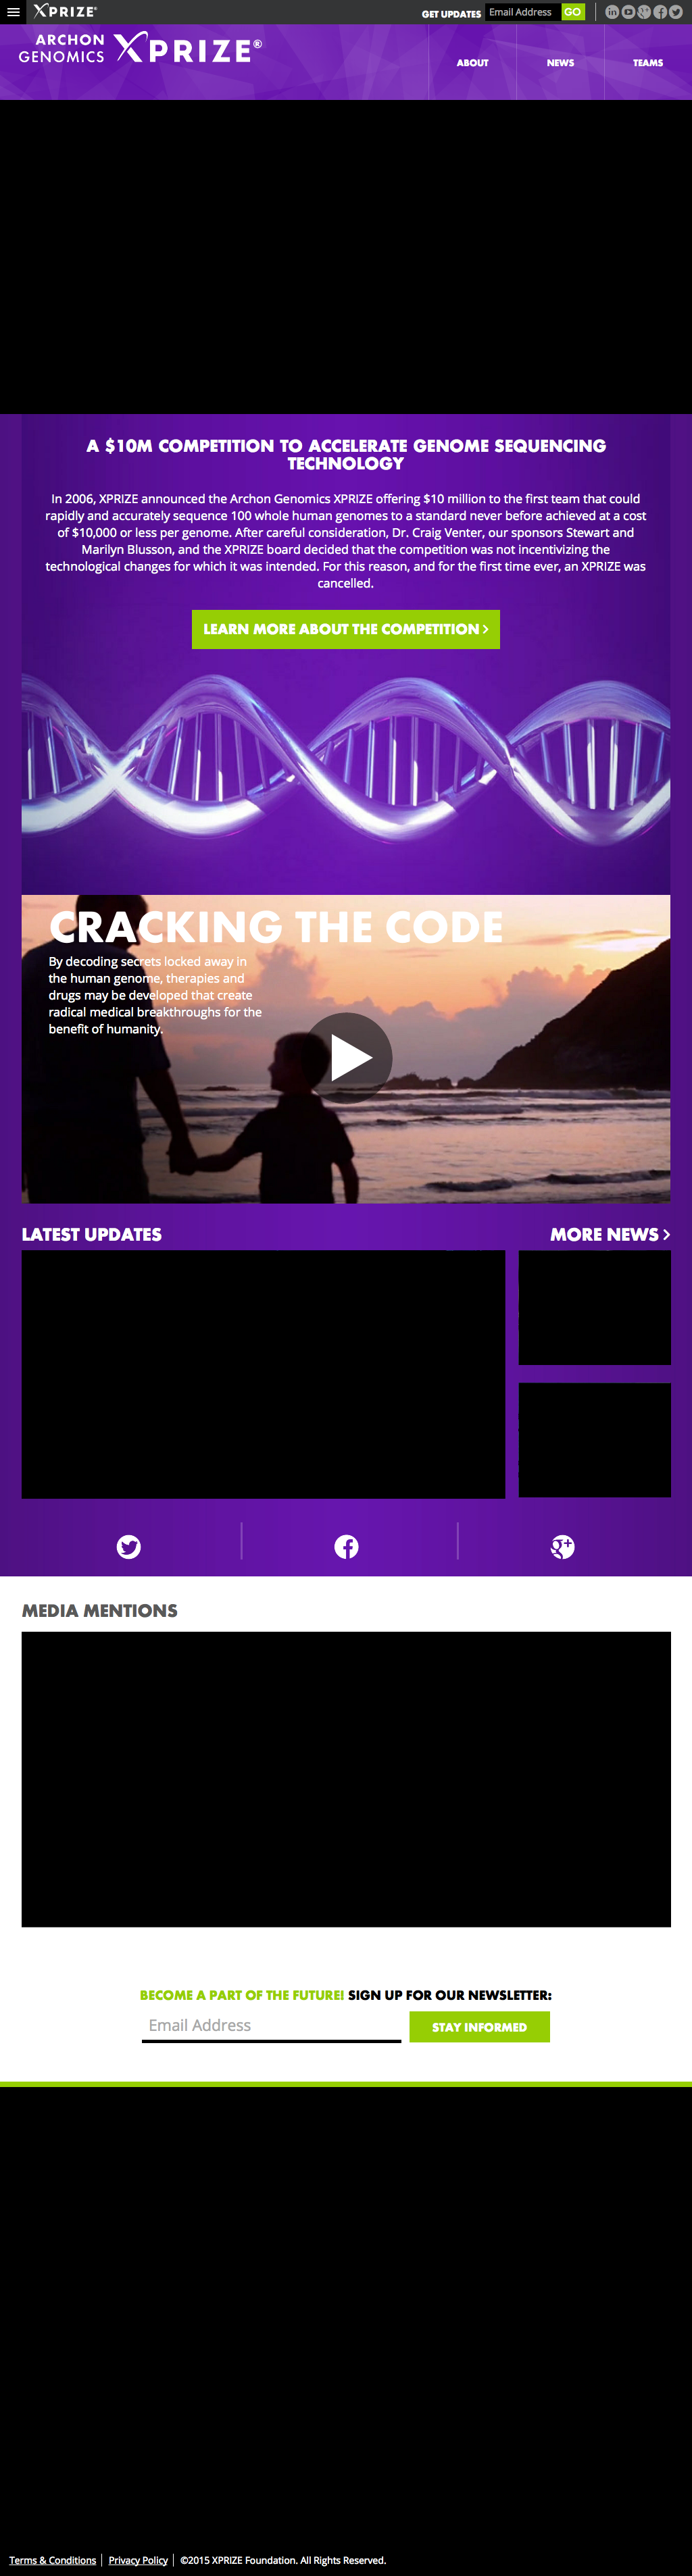 XPRIZE®
GET UPDATES Email Address GO
ARCHON
GENOMICS XPRIZE®
ABOUT NEWS TEAMS
A $10M COMPETITION TO ACCELERATE GENOME SEQUENCING
TECHNOLOGY
In 2006, XPRIZE announced the Archon Genomics XPRIZE offering $10 million to the first team that could
rapidly and accurately sequence 100 whole human genomes to a standard never before achieved at a cost
of $10,000 or less per genome. After careful consideration, Dr. Craig Venter, our sponsors Stewart and
Marilyn Blusson, and the XPRIZE board decided that the competition was not incentivizing the
technological changes for which it was intended. For this reason, and for the first time ever, an XPRIZE was
cancelled.
LEARN MORE ABOUT THE COMPETITION >
CRACKING THE CODE
By decoding secrets locked away in
the human genome, therapies and
drugs may be developed that create
radical medical breakthroughs for the
benefit of humanity.
LATEST UPDATES MORE NEWS >
MEDIA MENTIONS
BECOME A PART OF THE FUTURE! SIGN UP FOR OUR NEWSLETTER:
Email Address STAY INFORMED
Terms & Conditions | Privacy Policy | ©2015 XPRIZE Foundation. All Rights Reserved.